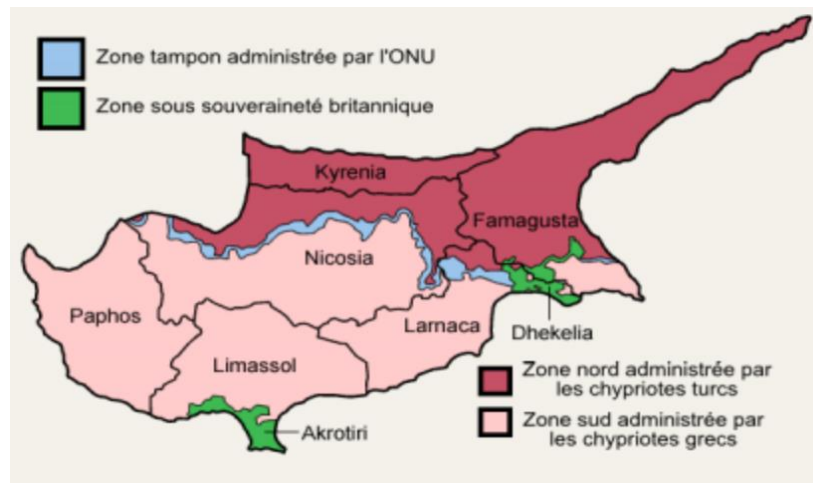 Zone tampon administrée par l'ONU
Zone sous souveraineté britannique
Kyrenia
Famagusta
Nicosia
Paphos
Larnaca
Dhekelia
Limassol
Akrotiri
Zone nord administrée par
les chypriotes turcs
Zone sud administrée par
les chypriotes grecs